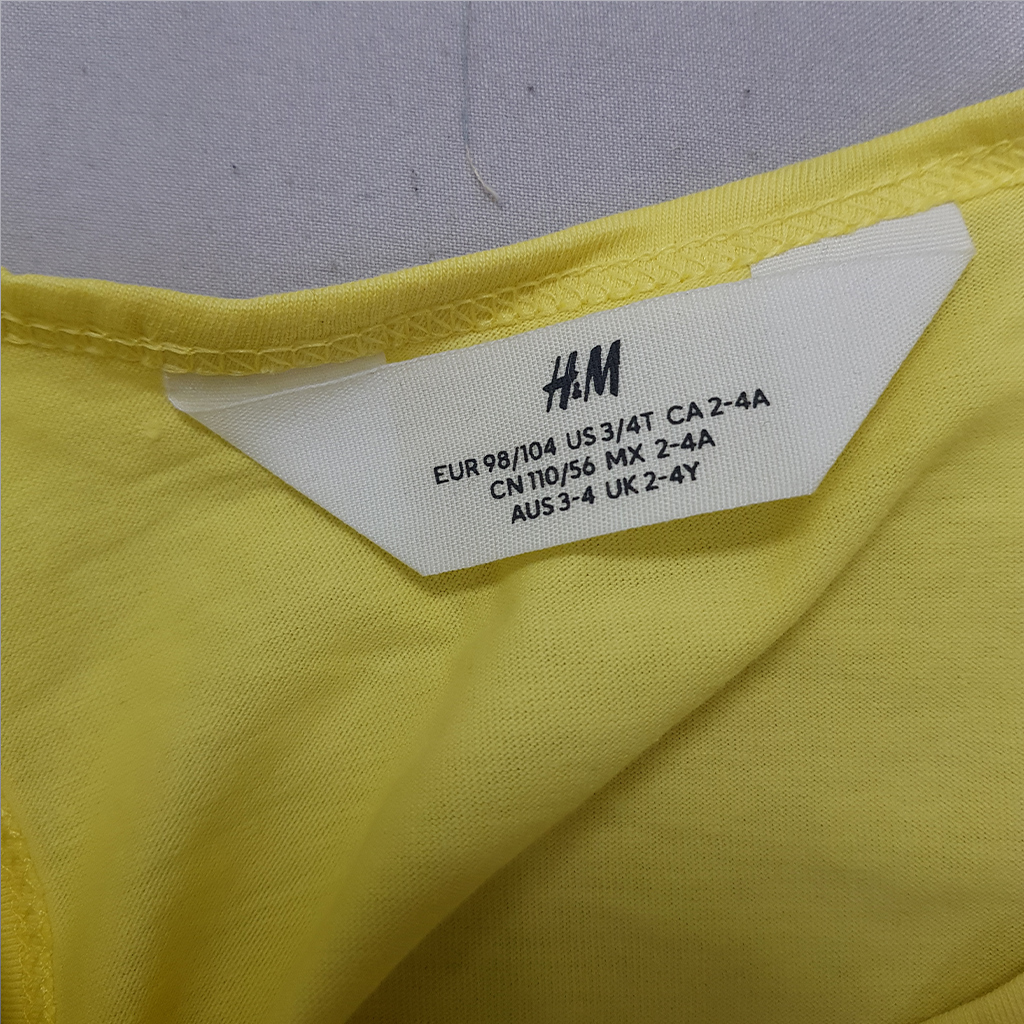 H&M
EUR 98/104 US 3/4T CA 2-4A
CN 110/56 MX 2-4A
AUS 3-4 UK 2-4Y